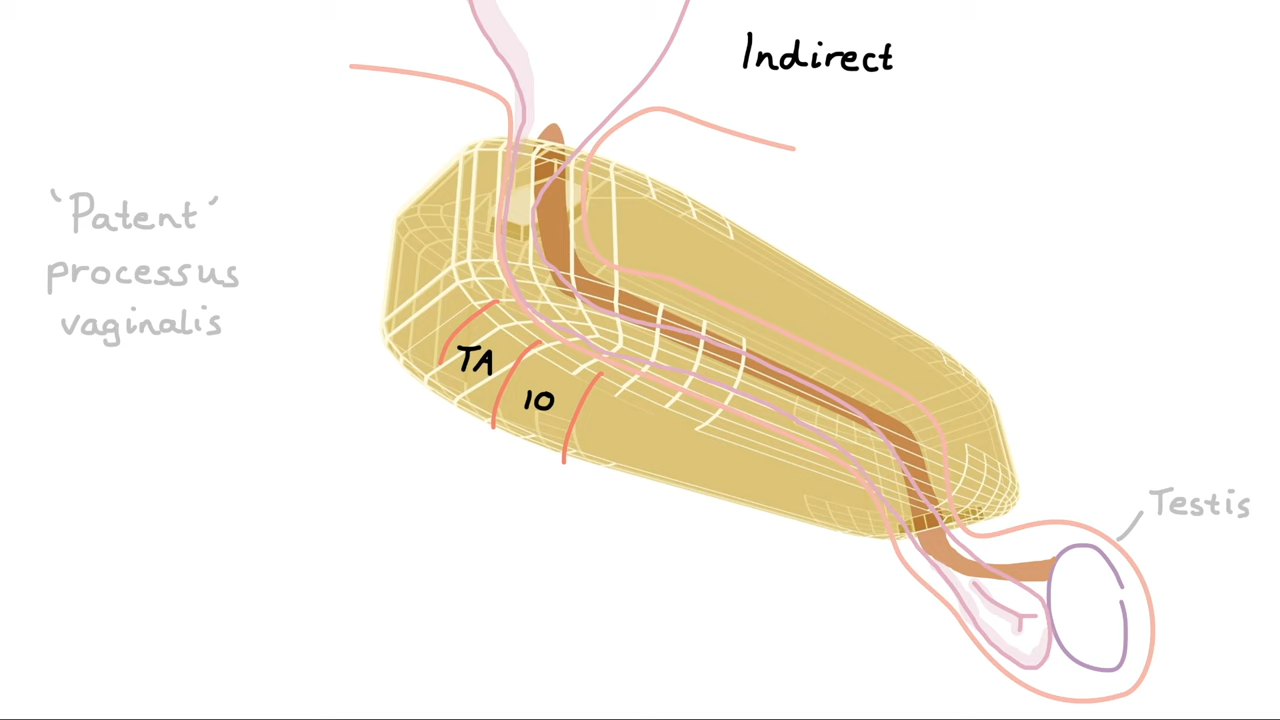 Indirect
'Patent'
processus
vaginalis
TA
IO
Testis